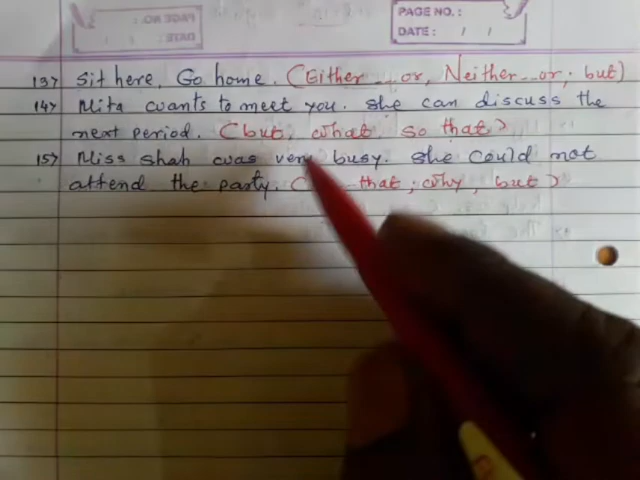 PAGE NO.:
DATE: / /
13> Sit here. Go home. (Either...or, Neither...or, but)
14> Mita wants to meet you. She can discuss the
next period. (but, what, so that)
15> Miss Shah was very busy. She could not
attend the party. ( that, why, but)